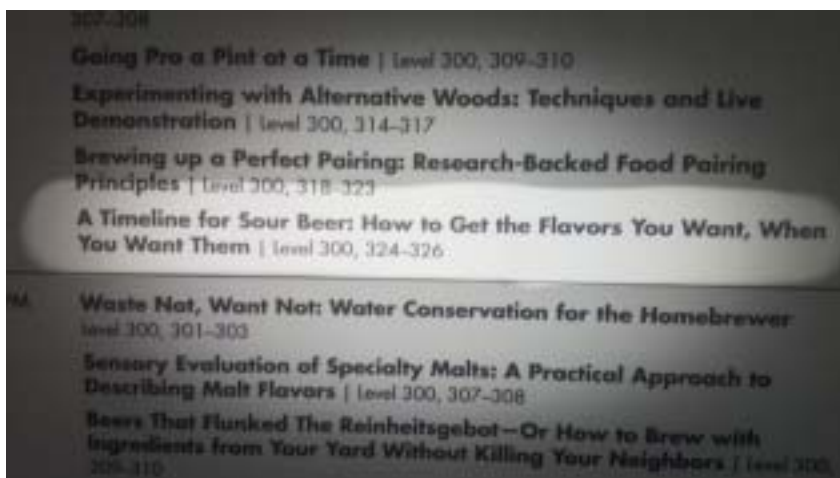 307-308
Going Pro a Pint at a Time | Level 300, 309-310
Experimenting with Alternative Woods: Techniques and Live
Demonstration | Level 300, 314-317
Brewing up a Perfect Pairing: Research-Backed Food Pairing
Principles | Level 300, 318-323
A Timeline for Sour Beer: How to Get the Flavors You Want, When
You Want Them | Level 300, 324-326
PM
Waste Not, Want Not: Water Conservation for the Homebrewer
Level 300, 301-303
Sensory Evaluation of Specialty Malts: A Practical Approach to
Describing Malt Flavors | Level 300, 307-308
Beers That Flunked The Reinheitsgebot—Or How to Brew with
Ingredients from Your Yard Without Killing Your Neighbors | Level 300,
309-310